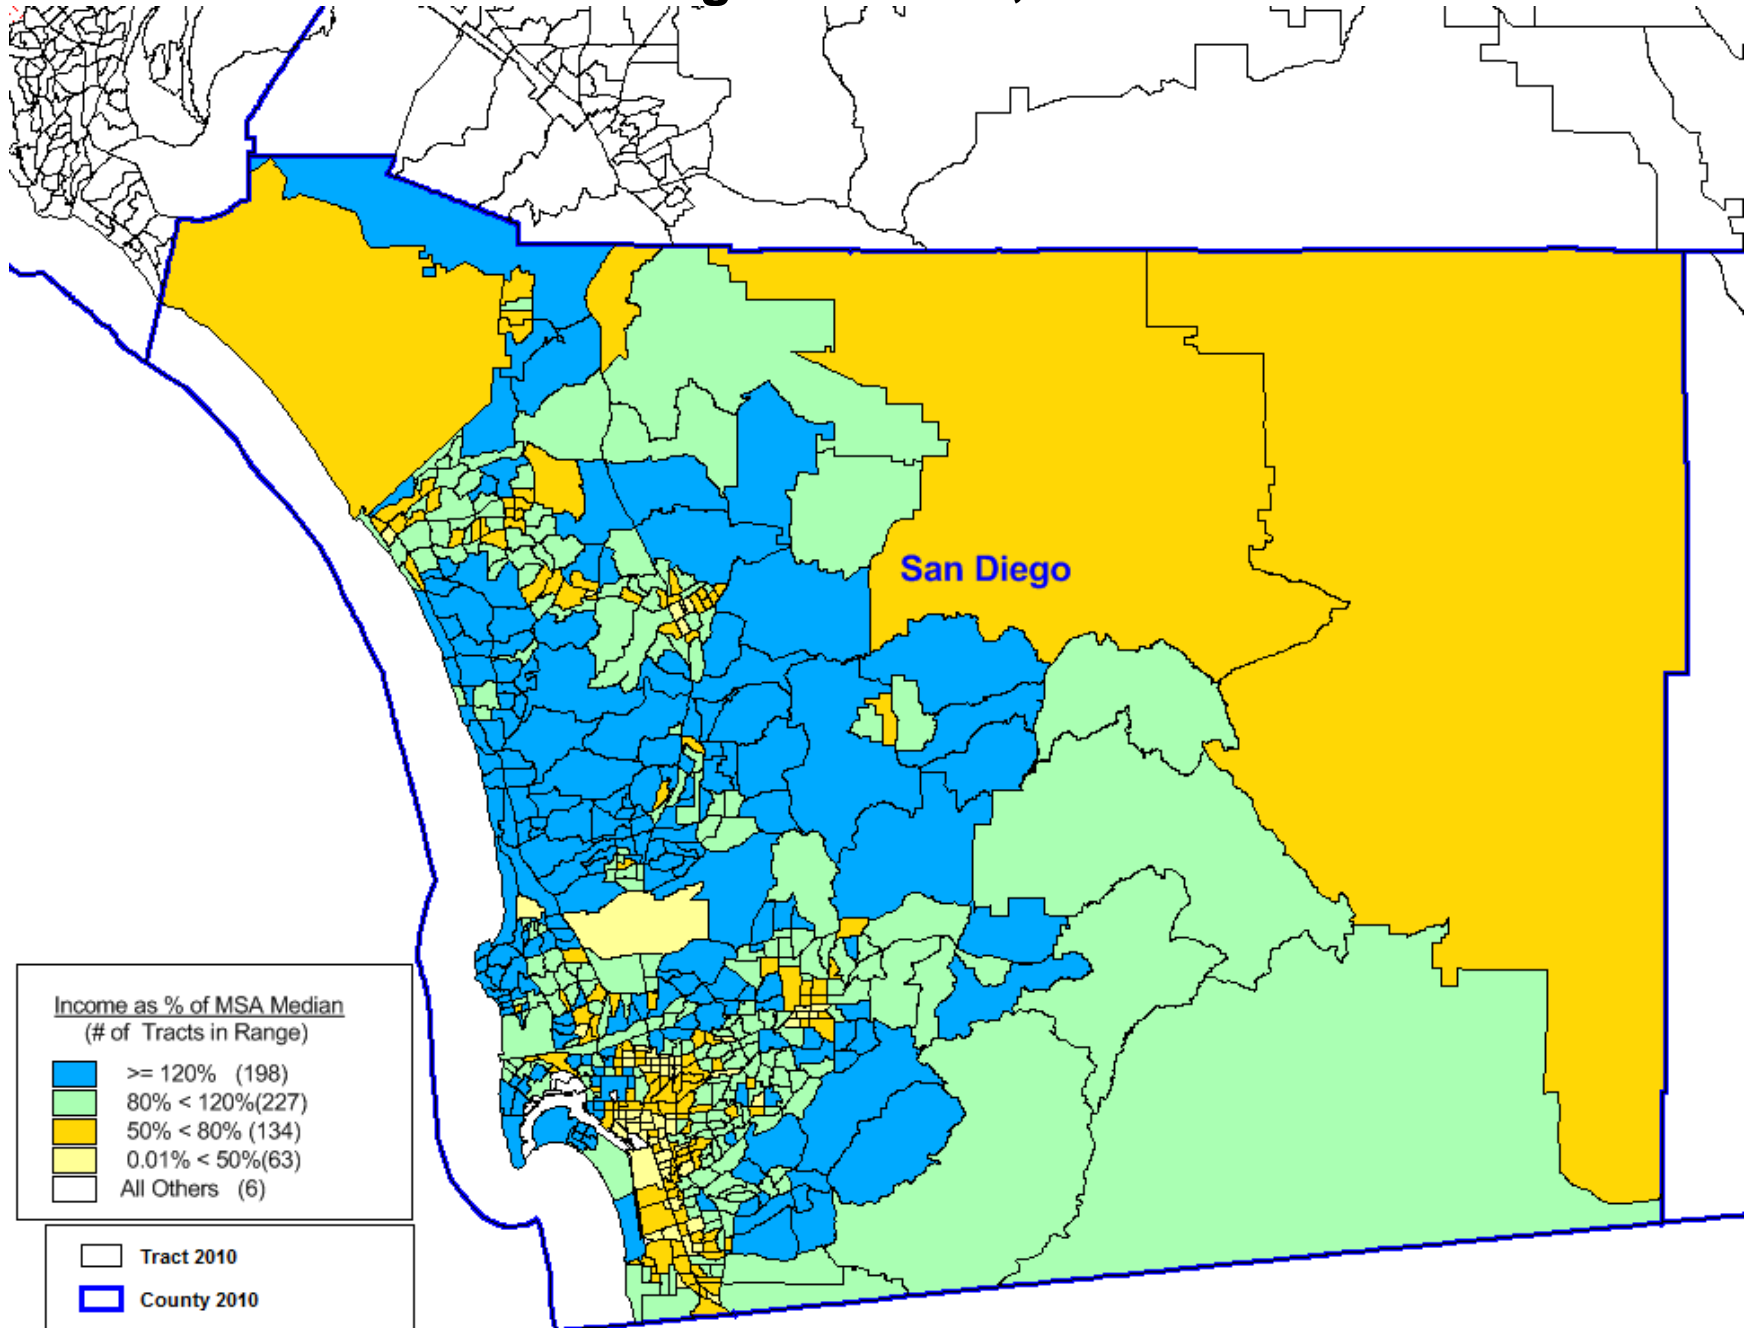 San Diego
Income as % of MSA Median
(# of Tracts in Range)
>= 120% (198)
80% < 120%(227)
50% < 80% (134)
0.01% < 50%(63)
All Others (6)
Tract 2010
County 2010